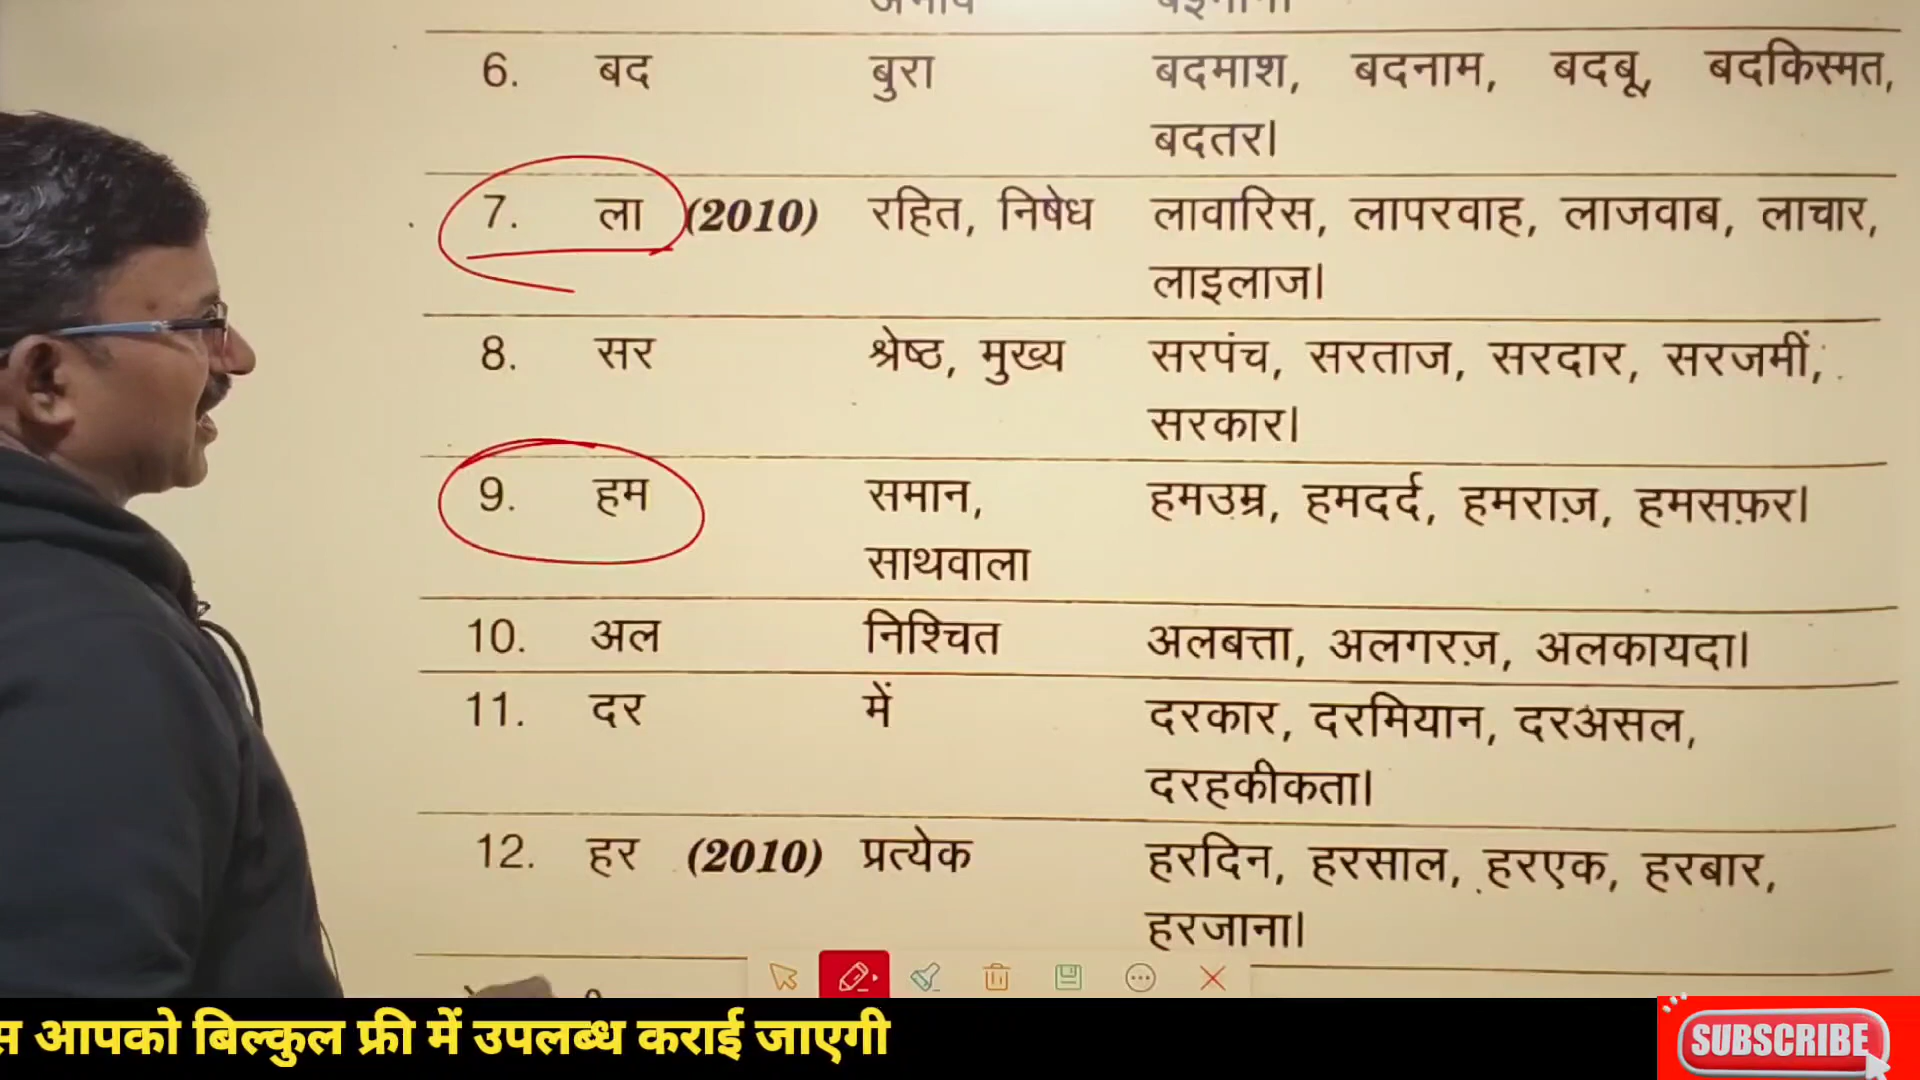 6. बद बुरा बदमाश, बदनाम, बदबू, बदकिस्मत,
बदतर।
7. ला (2010) रहित, निषेध लावारिस, लापरवाह, लाजवाब, लाचार,
लाइलाज।
8. सर श्रेष्ठ, मुख्य सरपंच, सरताज, सरदार, सरजमीं,
सरकार।
9. हम समान, हमउम्र, हमदर्द, हमराज़, हमसफ़र।
साथवाला
10. अल निश्चित अलबत्ता, अलगरज़, अलकायदा।
11. दर में दरकार, दरमियान, दरअसल,
दरहकीकता।
12. हर (2010) प्रत्येक हरदिन, हरसाल, हरएक, हरबार,
हरजाना।
आपको बिल्कुल फ्री में उपलब्ध कराई जाएगी
SUBSCRIBE